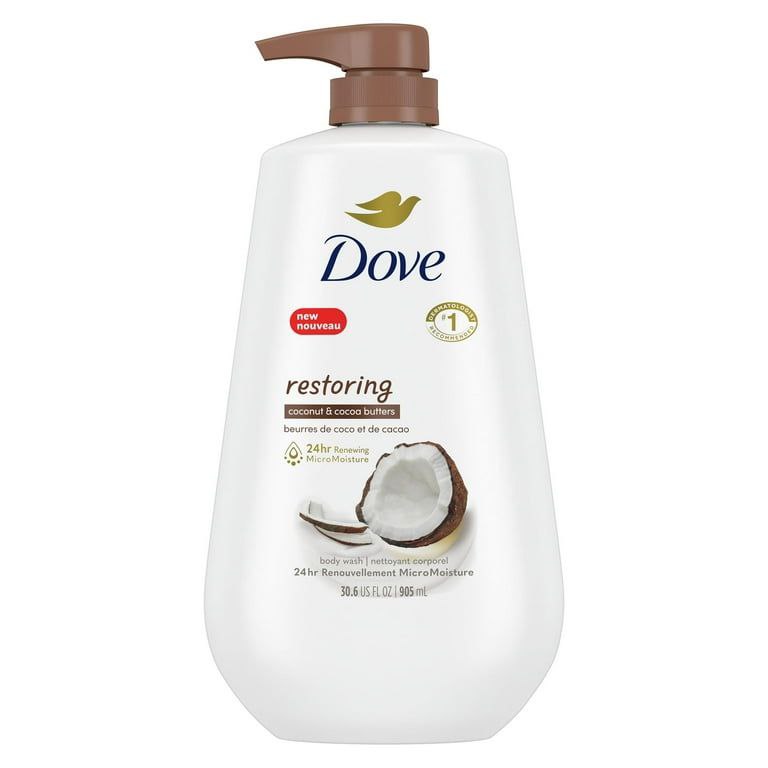 Dove
new
nouveau
DERMATOLOGIST
#1
RECOMMENDED
restoring
coconut & cocoa butters
beurres de coco et de cacao
24hr Renewing
MicroMoisture
body wash | nettoyant corporel
24hr Renouvellement MicroMoisture
30.6 US FL OZ | 905 mL